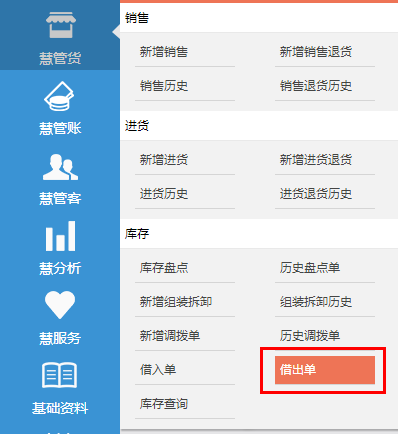 慧管货
慧管账
慧管客
慧分析
慧服务
基础资料
销售
新增销售 新增销售退货
销售历史 销售退货历史
进货
新增进货 新增进货退货
进货历史 进货退货历史
库存
库存盘点 历史盘点单
新增组装拆卸 组装拆卸历史
新增调拨单 历史调拨单
借入单 借出单
库存查询